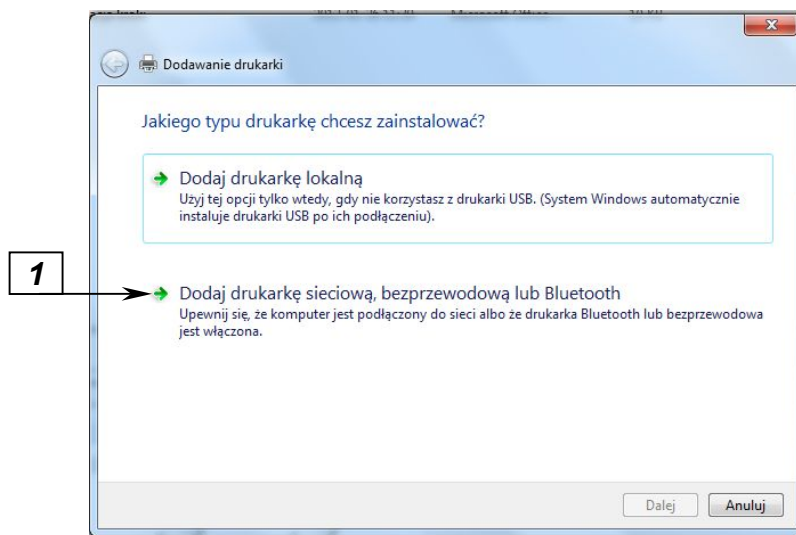 Microsoft Office
Dodawanie drukarki
Jakiego typu drukarkę chcesz zainstalować?
Dodaj drukarkę lokalną
Użyj tej opcji tylko wtedy, gdy nie korzystasz z drukarki USB. (System Windows automatycznie
instaluje drukarki USB po ich podłączeniu).
1
Dodaj drukarkę sieciową, bezprzewodową lub Bluetooth
Upewnij się, że komputer jest podłączony do sieci albo że drukarka Bluetooth lub bezprzewodowa
jest włączona.
Dalej
Anuluj